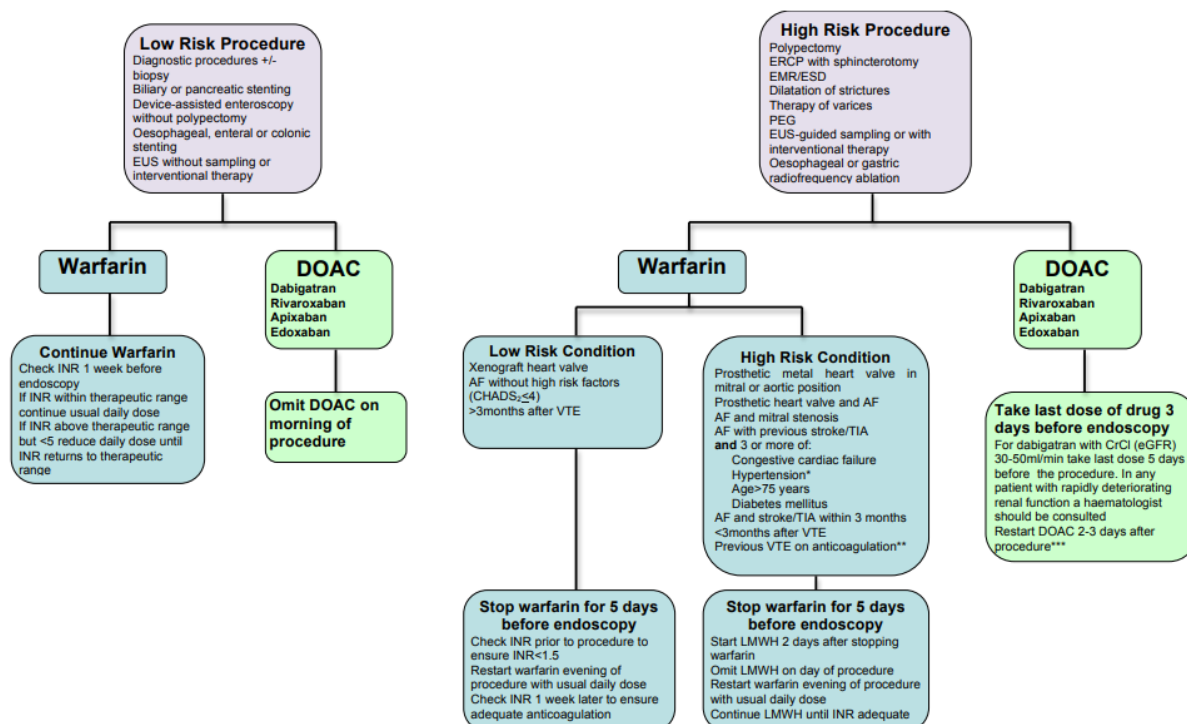 Low Risk Procedure
Diagnostic procedures +/-
biopsy
Biliary or pancreatic stenting
Device-assisted enteroscopy
without polypectomy
Oesophageal, enteral or colonic
stenting
EUS without sampling or
interventional therapy
Warfarin
DOAC
Dabigatran
Rivaroxaban
Apixaban
Edoxaban
Continue Warfarin
Check INR 1 week before
endoscopy
If INR within therapeutic range
continue usual daily dose
If INR above therapeutic range
but <5 reduce daily dose until
INR returns to therapeutic
range
Omit DOAC on
morning of
procedure
High Risk Procedure
Polypectomy
ERCP with sphincterotomy
EMR/ESD
Dilatation of strictures
Therapy of varices
PEG
EUS-guided sampling or with
interventional therapy
Oesophageal or gastric
radiofrequency ablation
Warfarin
DOAC
Dabigatran
Rivaroxaban
Apixaban
Edoxaban
Low Risk Condition
Xenograft heart valve
AF without high risk factors
(CHADS₂≤4)
>3months after VTE
High Risk Condition
Prosthetic metal heart valve in
mitral or aortic position
Prosthetic heart valve and AF
AF and mitral stenosis
AF with previous stroke/TIA
and 3 or more of:
Congestive cardiac failure
Hypertension*
Age>75 years
Diabetes mellitus
AF and stroke/TIA within 3 months
<3months after VTE
Previous VTE on anticoagulation**
Take last dose of drug 3
days before endoscopy
For dabigatran with CrCl (eGFR)
30-50ml/min take last dose 5 days
before the procedure. In any
patient with rapidly deteriorating
renal function a haematologist
should be consulted
Restart DOAC 2-3 days after
procedure***
Stop warfarin for 5 days
before endoscopy
Check INR prior to procedure to
ensure INR<1.5
Restart warfarin evening of
procedure with usual daily dose
Check INR 1 week later to ensure
adequate anticoagulation
Stop warfarin for 5 days
before endoscopy
Start LMWH 2 days after stopping
warfarin
Omit LMWH on day of procedure
Restart warfarin evening of procedure
with usual daily dose
Continue LMWH until INR adequate